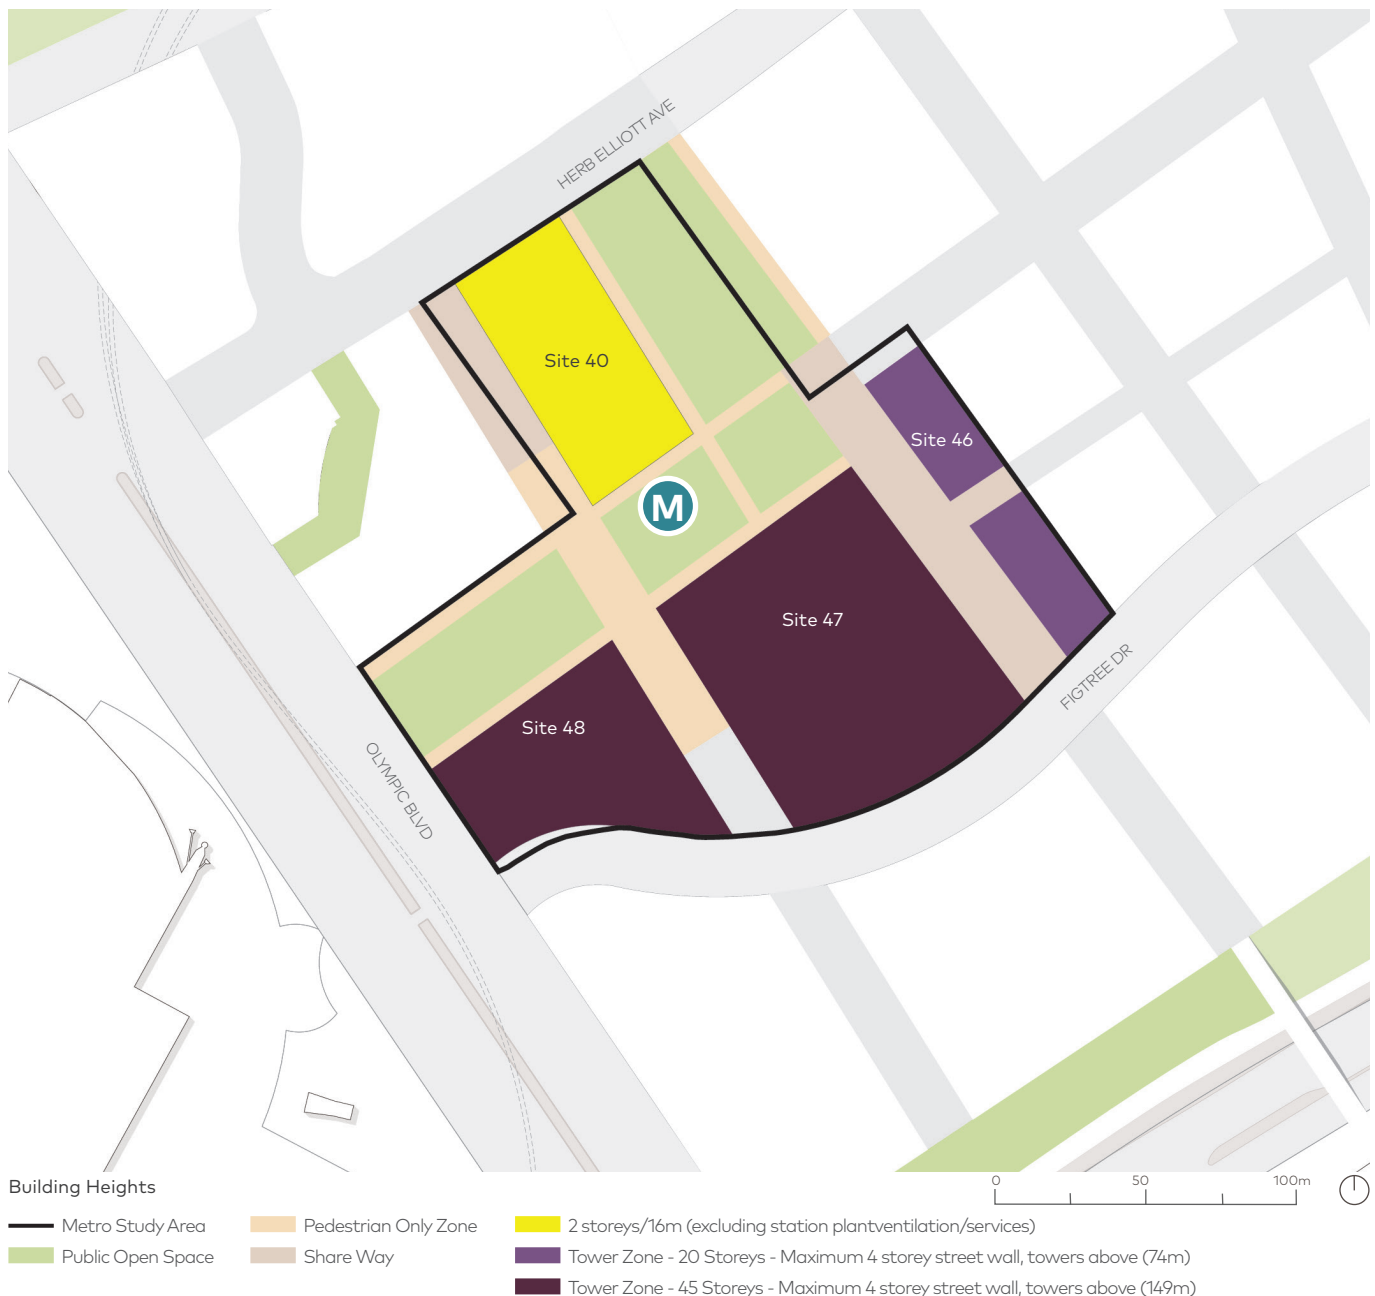 HERB ELLIOTT AVE
Site 40
Site 46
M
Site 47
Site 48
FIGTREE DR
OLYMPIC BLVD
Building Heights
0 50 100m
Metro Study Area
Pedestrian Only Zone
2 storeys/16m (excluding station plantventilation/services)
Public Open Space
Share Way
Tower Zone - 20 Storeys - Maximum 4 storey street wall, towers above (74m)
Tower Zone - 45 Storeys - Maximum 4 storey street wall, towers above (149m)